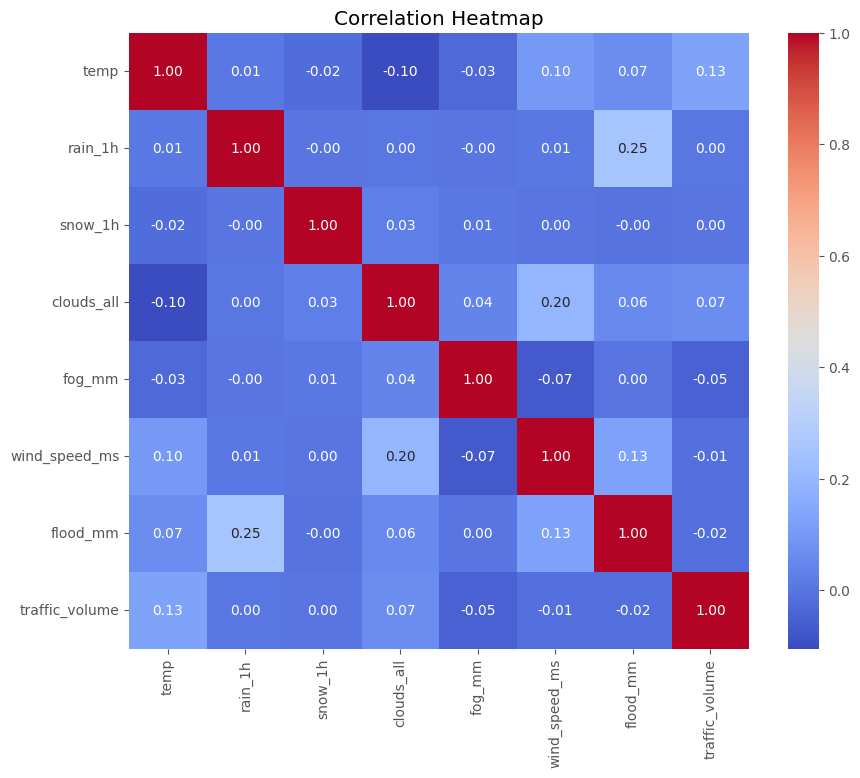 Correlation Heatmap
temp 1.00 0.01 -0.02 -0.10 -0.03 0.10 0.07 0.13
rain_1h 0.01 1.00 -0.00 0.00 -0.00 0.01 0.25 0.00
snow_1h -0.02 -0.00 1.00 0.03 0.01 0.00 -0.00 0.00
clouds_all -0.10 0.00 0.03 1.00 0.04 0.20 0.06 0.07
fog_mm -0.03 -0.00 0.01 0.04 1.00 -0.07 0.00 -0.05
wind_speed_ms 0.10 0.01 0.00 0.20 -0.07 1.00 0.13 -0.01
flood_mm 0.07 0.25 -0.00 0.06 0.00 0.13 1.00 -0.02
traffic_volume 0.13 0.00 0.00 0.07 -0.05 -0.01 -0.02 1.00
temp
rain_1h
snow_1h
clouds_all
fog_mm
wind_speed_ms
flood_mm
traffic_volume
1.0
0.8
0.6
0.4
0.2
0.0